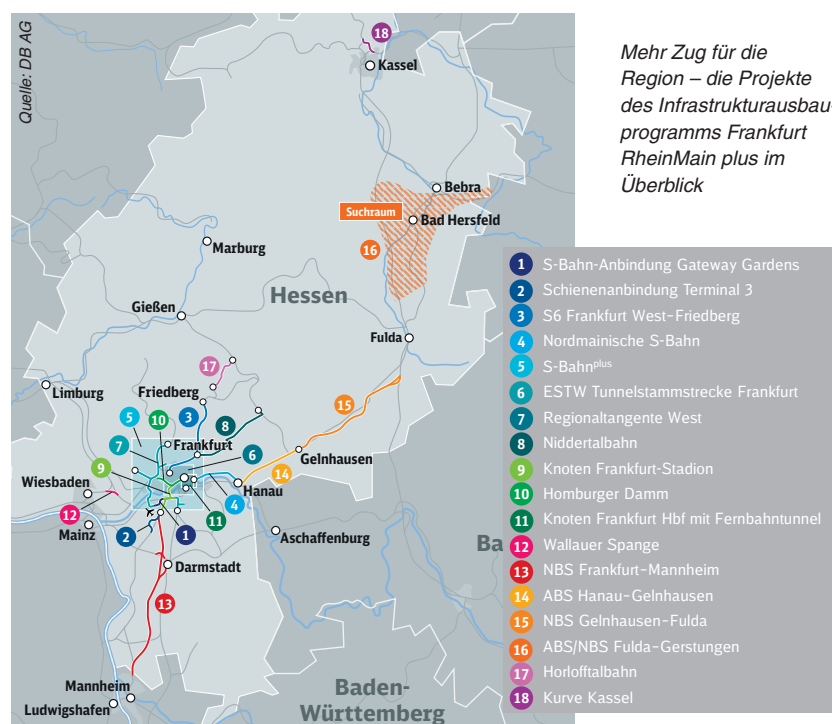 Quelle: DB AG
Mehr Zug für die
Region – die Projekte
des Infrastrukturausbau-
programms Frankfurt
RheinMain plus im
Überblick
18
Kassel
Bebra
Suchraum
Bad Hersfeld
16
Marburg
Hessen
Gießen
Fulda
17
Limburg
Friedberg
15
5
10
3
8
7
Frankfurt
6
9
Gelnhausen
14
Wiesbaden
Hanau
4
12
11
Mainz
2
1
Aschaffenburg
Ba
Darmstadt
13
Mannheim
Ludwigshafen
Baden-
Württemberg
1 S-Bahn-Anbindung Gateway Gardens
2 Schienenanbindung Terminal 3
3 S6 Frankfurt West–Friedberg
4 Nordmainische S-Bahn
5 S-Bahnplus
6 ESTW Tunnelstammstrecke Frankfurt
7 Regionaltangente West
8 Niddertalbahn
9 Knoten Frankfurt-Stadion
10 Homburger Damm
11 Knoten Frankfurt Hbf mit Fernbahntunnel
12 Wallauer Spange
13 NBS Frankfurt–Mannheim
14 ABS Hanau–Gelnhausen
15 NBS Gelnhausen–Fulda
16 ABS/NBS Fulda–Gerstungen
17 Horlofftalbahn
18 Kurve Kassel